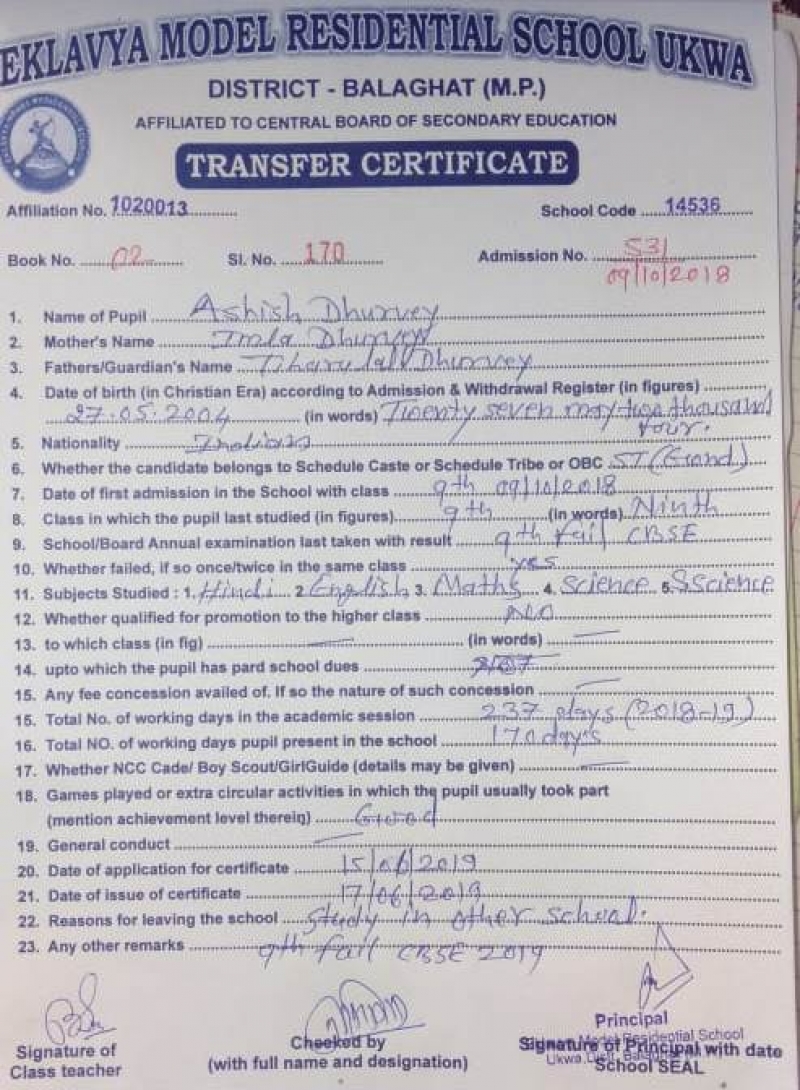 EKLAVYA MODEL RESIDENTIAL SCHOOL UKWA
DISTRICT - BALAGHAT (M.P.)
AFFILIATED TO CENTRAL BOARD OF SECONDARY EDUCATION
TRANSFER CERTIFICATE
Affiliation No. 1020013 School Code 14536
Book No. 02 Sl. No. 170 Admission No. 531
09/10/2018
1. Name of Pupil Ashish Dhurvey
2. Mother's Name Imla Dhurvey
3. Fathers/Guardian's Name Dhurvey
4. Date of birth (in Christian Era) according to Admission & Withdrawal Register (in figures)
27.05.2004 (in words) Twenty seven may two thousand
four.
5. Nationality Indian
6. Whether the candidate belongs to Schedule Caste or Schedule Tribe or OBC ST (Gond)
7. Date of first admission in the School with class 9th 09/10/2018
8. Class in which the pupil last studied (in figures) 9th (in words) Ninth
9. School/Board Annual examination last taken with result 9th fail CBSE
10. Whether failed, if so once/twice in the same class yes
11. Subjects Studied : 1. Hindi 2 English 3. Maths 4. Science 5. S.Science
12. Whether qualified for promotion to the higher class NO
13. to which class (in fig) (in words)
14. upto which the pupil has pard school dues
15. Any fee concession availed of. If so the nature of such concession
15. Total No. of working days in the academic session 237 days (2018-19)
16. Total NO. of working days pupil present in the school 170 days
17. Whether NCC Cade/ Boy Scout/GirlGuide (details may be given)
18. Games played or extra circular activities in which the pupil usually took part
(mention achievement level therein) Good
19. General conduct
20. Date of application for certificate 15/06/2019
21. Date of issue of certificate 17/06/2019
22. Reasons for leaving the school Study in other school.
23. Any other remarks 9th fail CBSE 2019
Signature of
Class teacher
Checked by
(with full name and designation)
Principal
Model Residential School
Signature of Principal with date
Ukwa
School SEAL